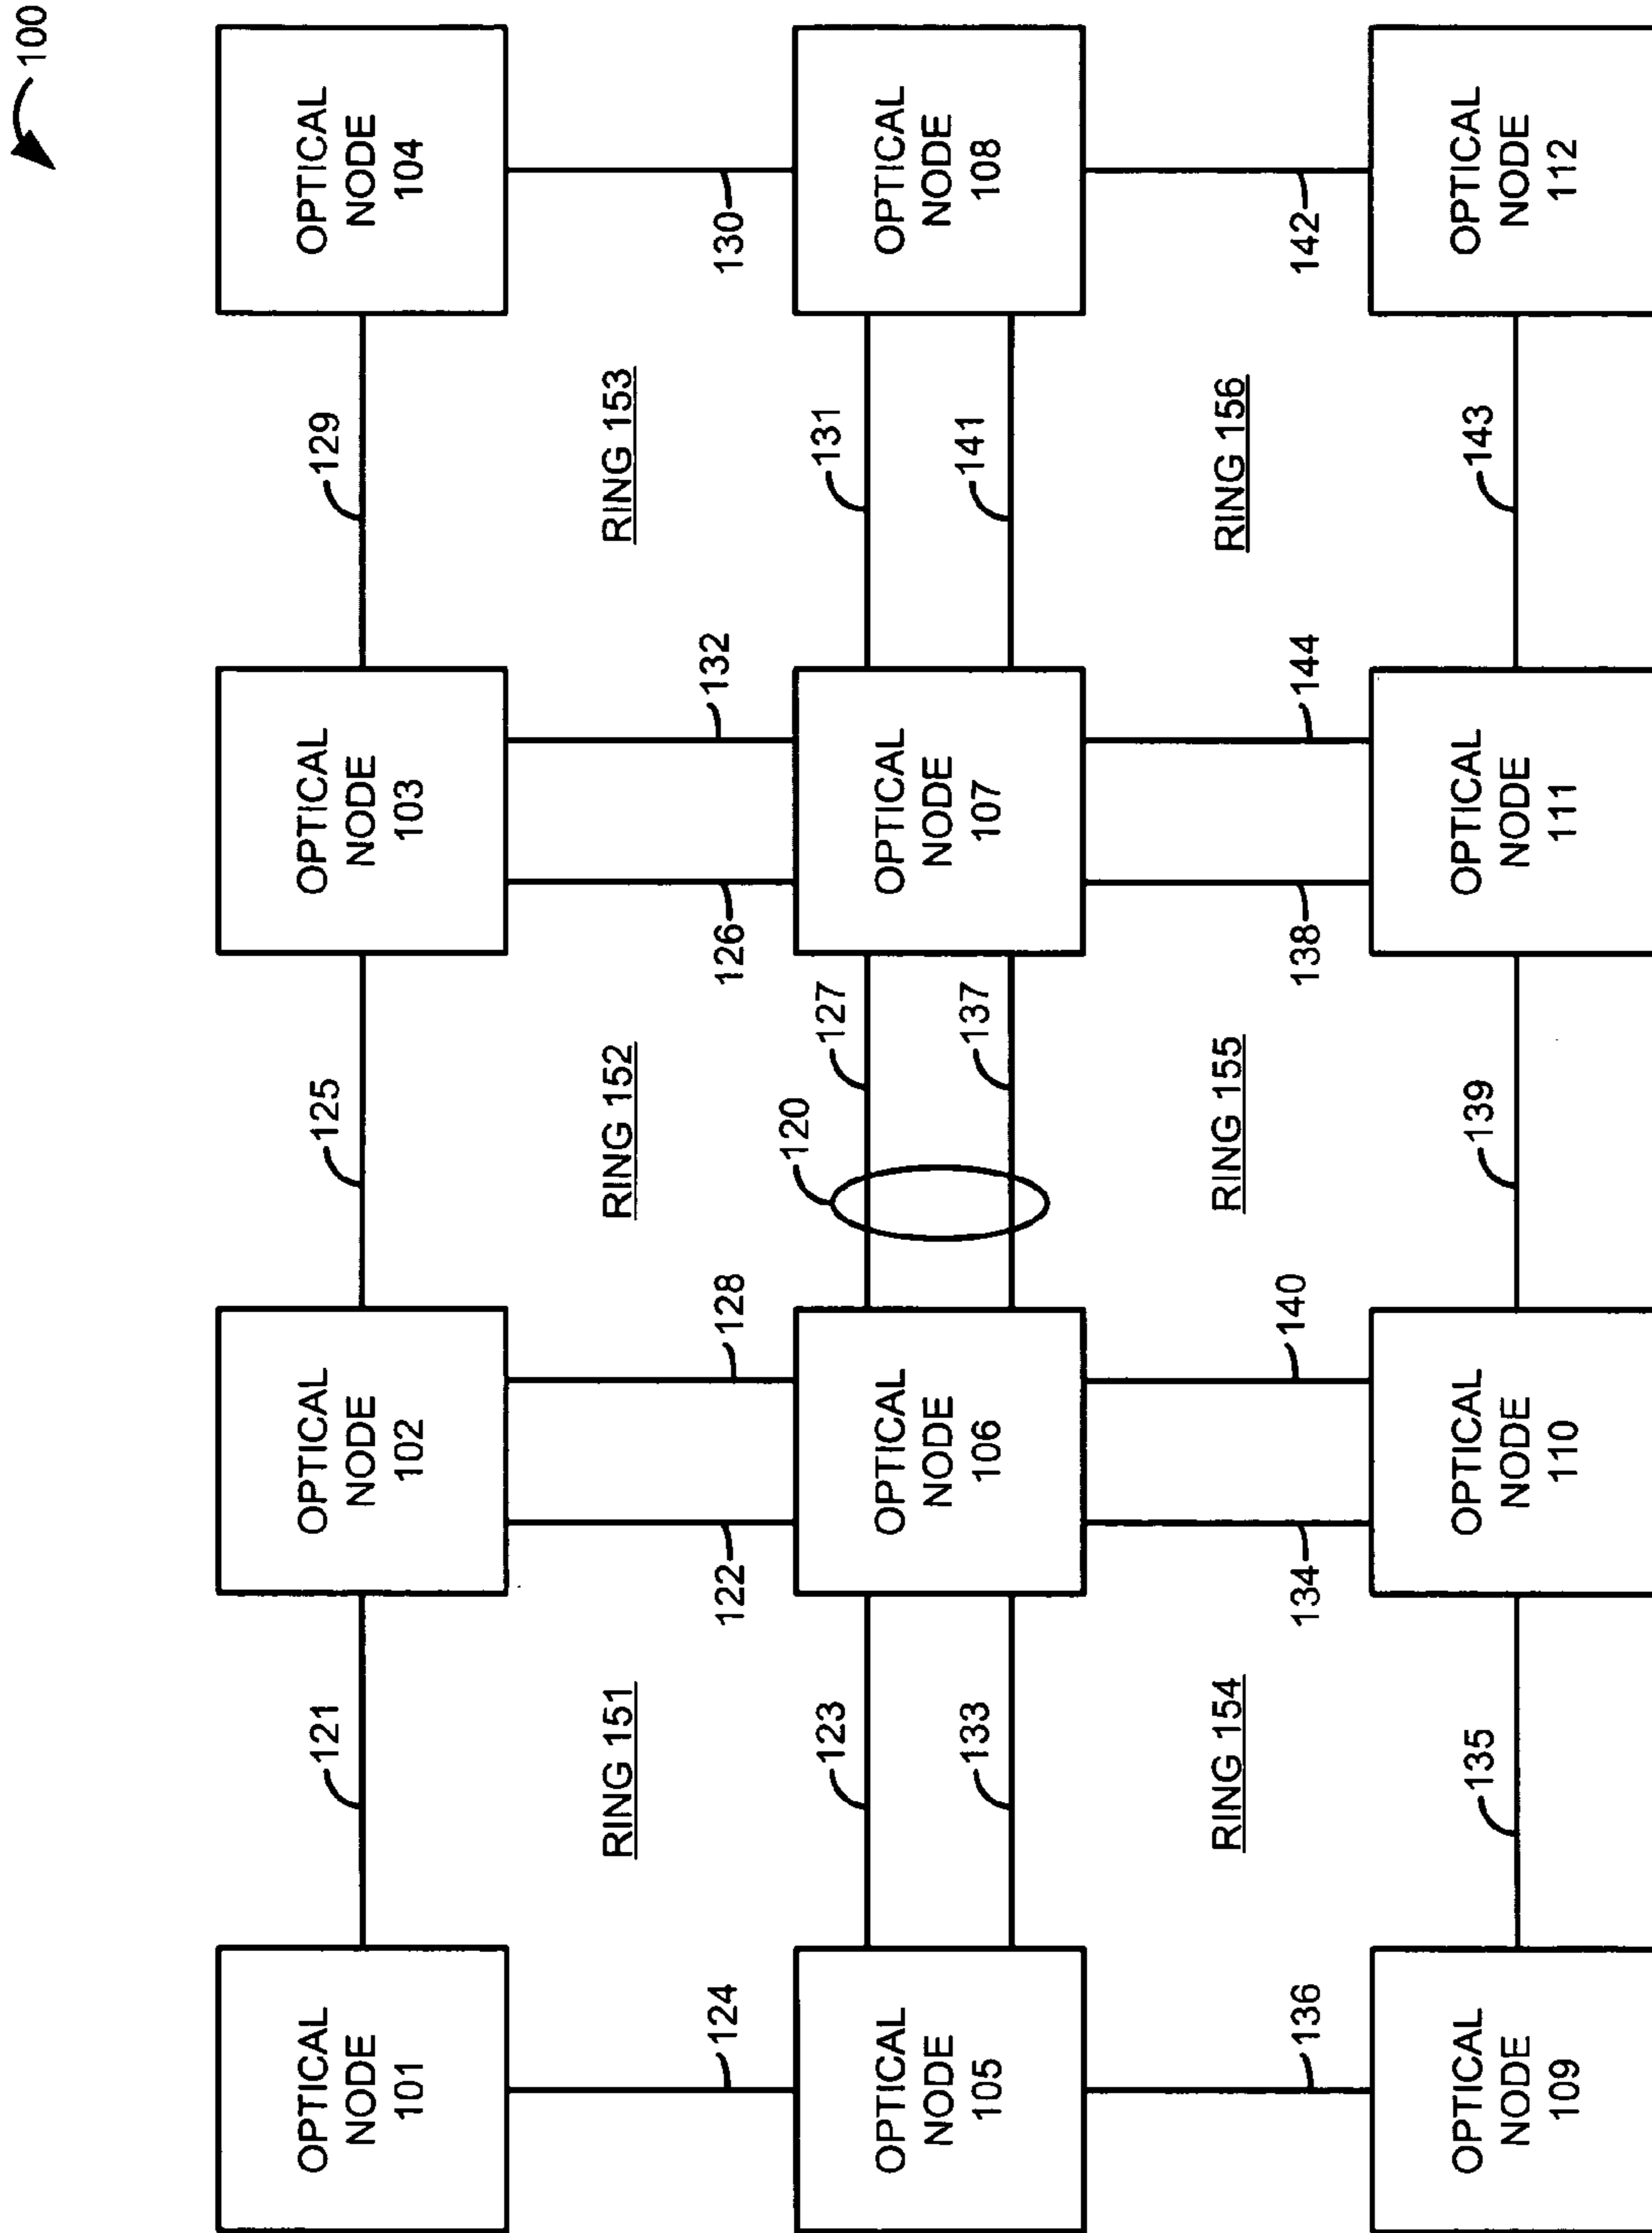 100
OPTICAL
NODE
101
121
OPTICAL
NODE
102
125
OPTICAL
NODE
103
129
OPTICAL
NODE
104
124
RING 151
122
128
RING 152
126
132
RING 153
130
OPTICAL
NODE
105
123
133
OPTICAL
NODE
106
120
127
137
OPTICAL
NODE
107
131
141
OPTICAL
NODE
108
136
RING 154
134
140
RING 155
138
144
RING 156
142
OPTICAL
NODE
109
135
OPTICAL
NODE
110
139
OPTICAL
NODE
111
143
OPTICAL
NODE
112